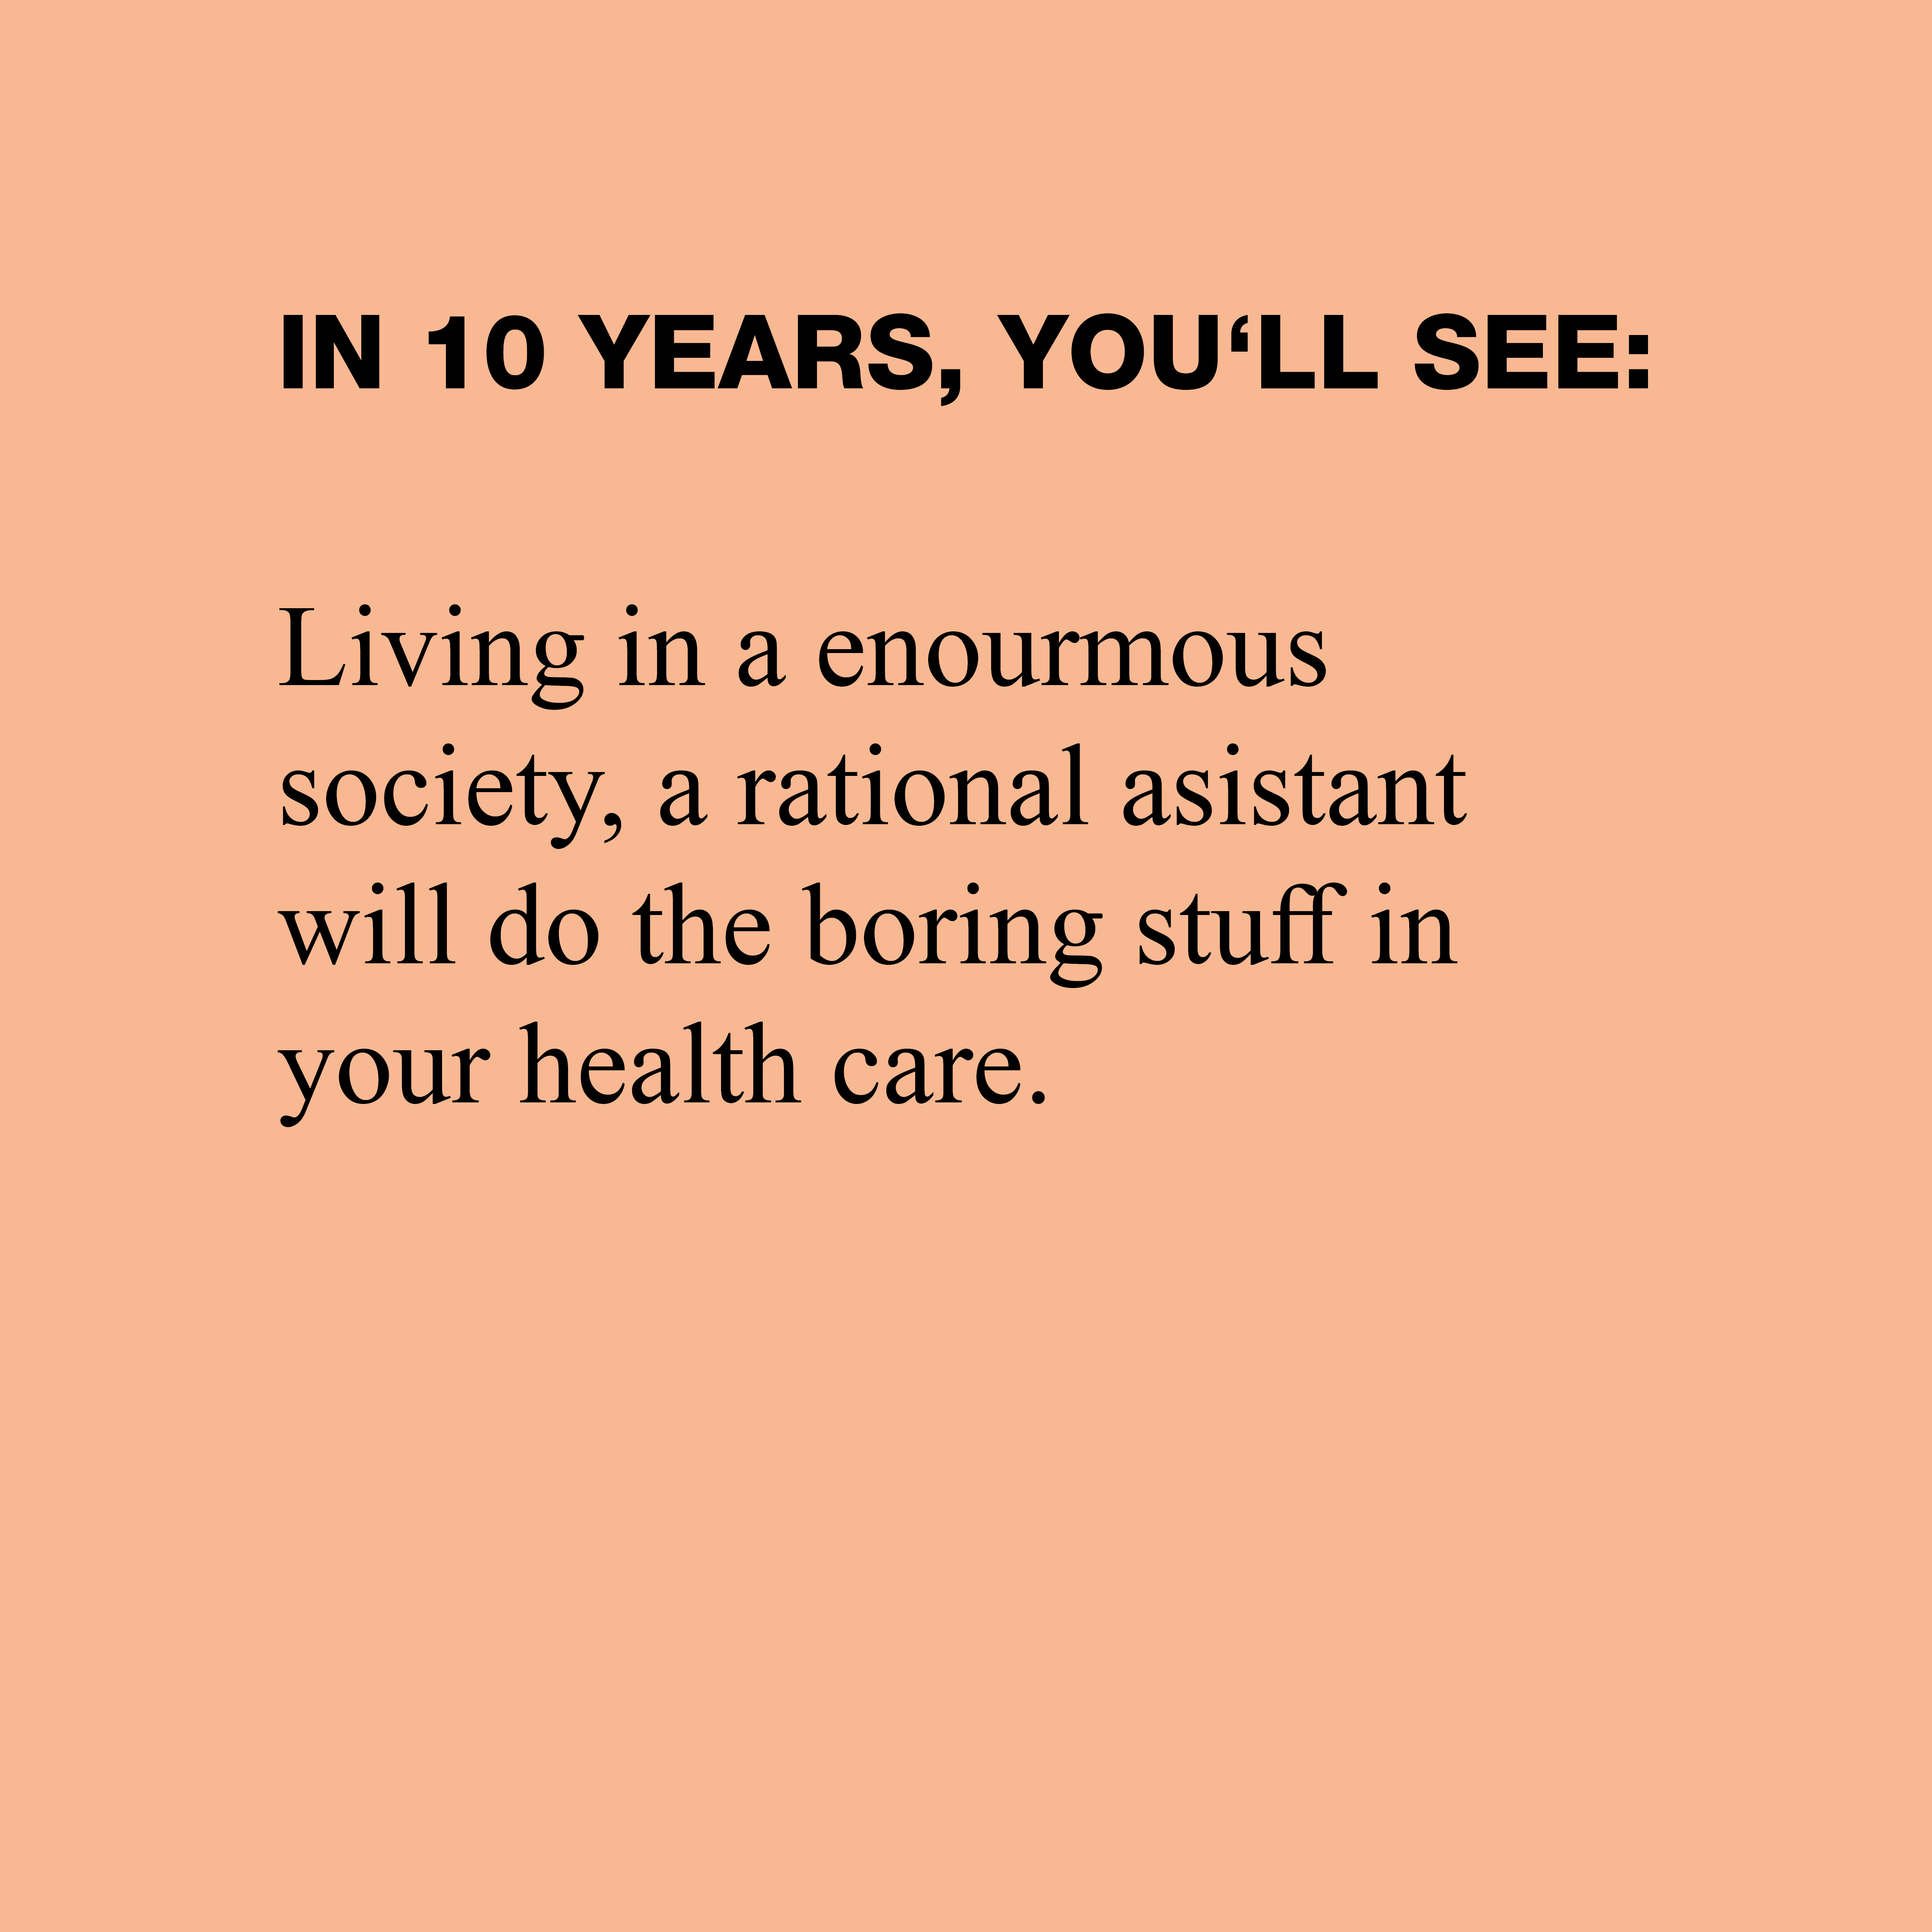 IN 10 YEARS, YOU‘LL SEE:
Living in a enourmous
society, a rational asistant
will do the boring stuff in
your health care.